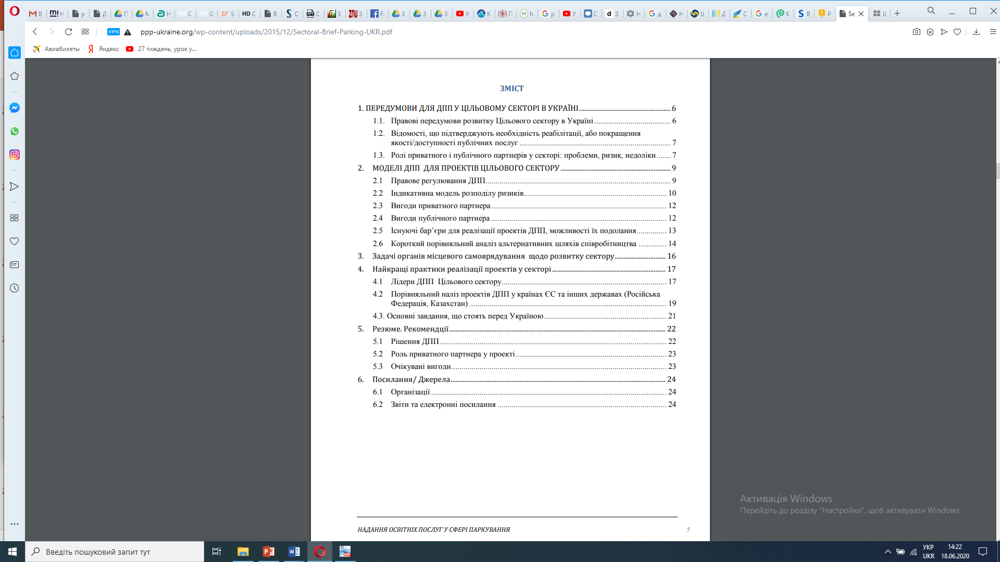 В
Н
р
Д
П
М
Н
С
G
S
HD С
В
С
С
З
ZNU З
F
З
З
З
У
К
П
24 h
р
У
С
d З
Н
д
Н
Ц
Д
С
е
К
В
Р
Se
Ц
VPN
ppp-ukraine.org/wp-content/uploads/2015/12/Sectoral-Brief-Parking-UKR.pdf
Авиабилеты
Яндекс
27 тиждень, урок у...
ЗМІСТ
1. ПЕРЕДУМОВИ ДЛЯ ДПП У ЦІЛЬОВОМУ СЕКТОРІ В УКРАЇНІ 6
1.1. Правові передумови розвитку Цільового сектору в Україні 6
1.2. Відомості, що підтверджують необхідність реабілітації, або покращення
якості/доступності публічних послуг 7
1.3. Ролі приватного і публічного партнерів у секторі: проблеми, ризик, недоліки 7
2. МОДЕЛІ ДПП ДЛЯ ПРОЕКТІВ ЦІЛЬОВОГО СЕКТОРУ 9
2.1 Правове регулювання ДПП 9
2.2 Індикативна модель розподілу ризиків 10
2.3 Вигоди приватного партнера 12
2.4 Вигоди публічного партнера 12
2.5 Існуючі бар’єри для реалізації проектів ДПП, можливості їх подолання 13
2.6 Короткий порівняльний аналіз альтернативних шляхів співробітництва 14
3. Задачі органів місцевого самоврядування щодо розвитку сектору 16
4. Найкращі практики реалізації проектів у секторі 17
4.1 Лідери ДПП Цільового сектору 17
4.2 Порівняльний наліз проектів ДПП у країнах ЄС та інших державах (Російська
Федерація, Казахстан) 19
4.3. Основні завдання, що стоять перед Україною 21
5. Резюме. Рекомендції 22
5.1 Рішення ДПП 22
5.2 Роль приватного партнера у проекті 23
5.3 Очікувані вигоди 23
6. Посилання/ Джерела 24
6.1 Організації 24
6.2 Звіти та електронні посилання 24
НАДАННЯ ОСВІТНІХ ПОСЛУГ У СФЕРІ ПАРКУВАННЯ 5
Активація Windows
Перейдіть до розділу "Настройки", щоб активувати Windows.
Введіть пошуковий запит тут
УКР
UKR
14:22
18.06.2020